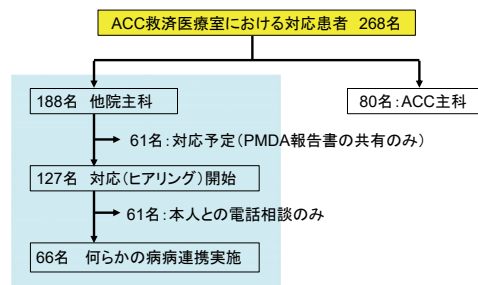 ACC救済医療室における対応患者 268名
188名 他院主科
80名：ACC主科
61名：対応予定（PMDA報告書の共有のみ）
127名 対応（ヒアリング）開始
61名：本人との電話相談のみ
66名 何らかの病病連携実施